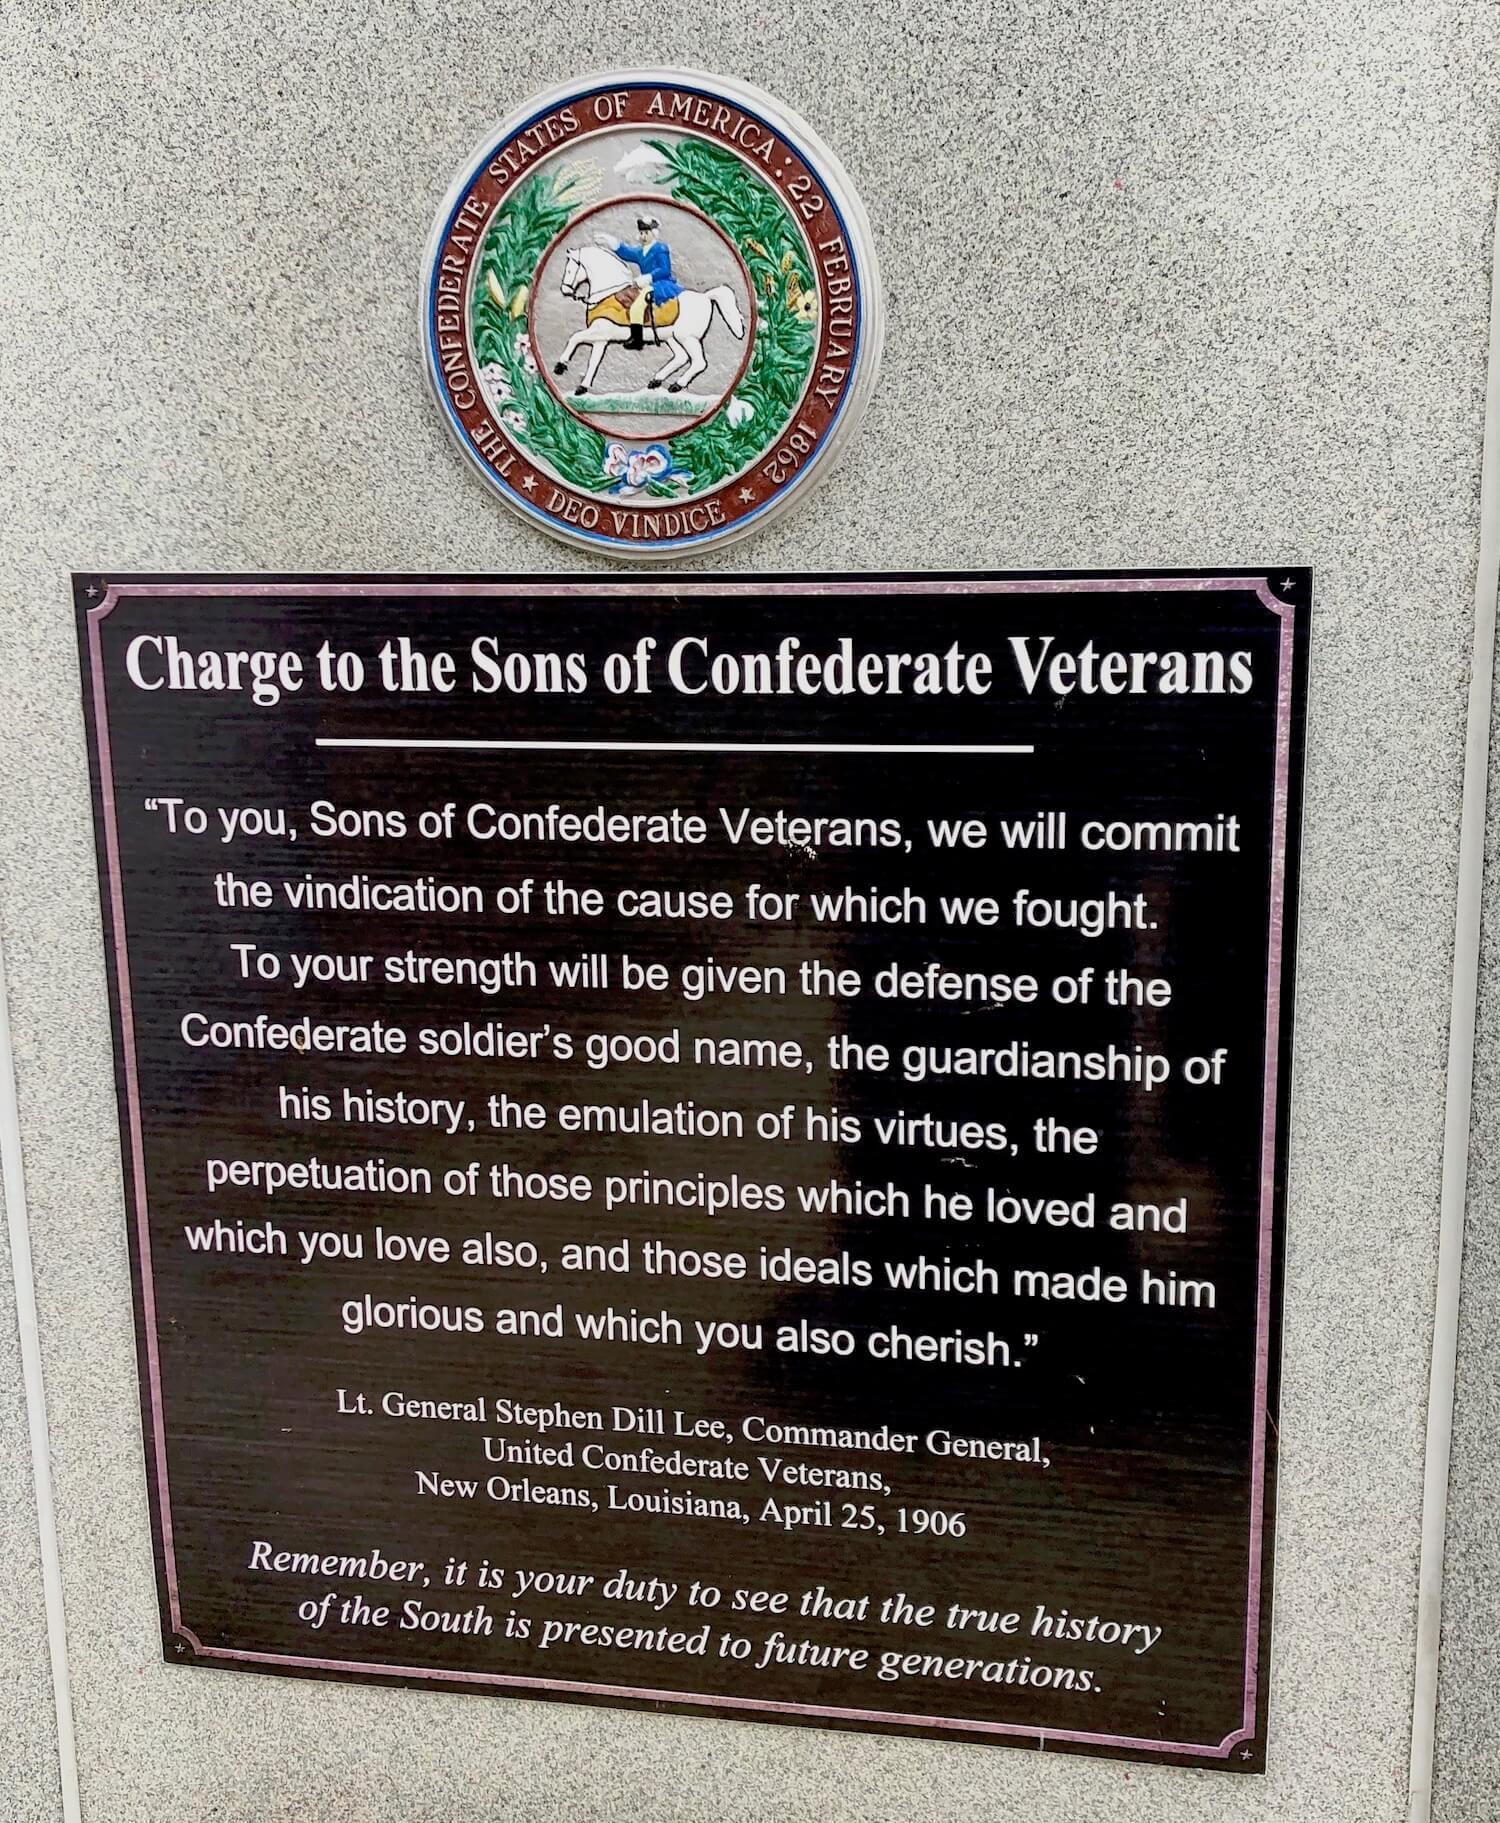 THE CONFEDERATE STATES OF AMERICA : 22 FEBRUARY 1862
★ DEO VINDICE ★
Charge to the Sons of Confederate Veterans
“To you, Sons of Confederate Veterans, we will commit
the vindication of the cause for which we fought.
To your strength will be given the defense of the
Confederate soldier’s good name, the guardianship of
his history, the emulation of his virtues, the
perpetuation of those principles which he loved and
which you love also, and those ideals which made him
glorious and which you also cherish.”
Lt. General Stephen Dill Lee, Commander General,
United Confederate Veterans,
New Orleans, Louisiana, April 25, 1906
Remember, it is your duty to see that the true history
of the South is presented to future generations.